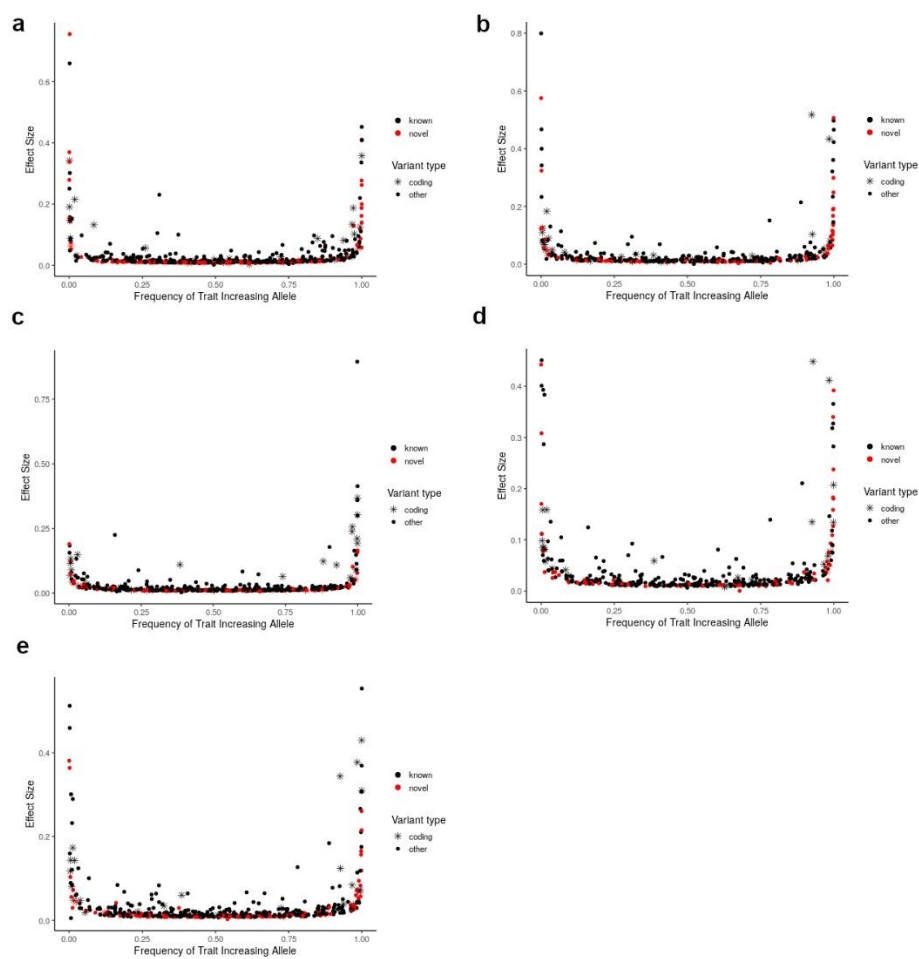 a
0.6
0.4
0.2
0.0
Effect Size
0.00
0.25
0.50
0.75
1.00
Frequency of Trait Increasing Allele
known
novel
Variant type
coding
other
b
0.8
0.6
0.4
0.2
0.0
Effect Size
0.00
0.25
0.50
0.75
1.00
Frequency of Trait Increasing Allele
known
novel
Variant type
coding
other
c
0.75
0.50
0.25
0.00
Effect Size
0.00
0.25
0.50
0.75
1.00
Frequency of Trait Increasing Allele
known
novel
Variant type
coding
other
d
0.4
0.3
0.2
0.1
0.0
Effect Size
0.00
0.25
0.50
0.75
1.00
Frequency of Trait Increasing Allele
known
novel
Variant type
coding
other
e
0.4
0.2
0.0
Effect Size
0.00
0.25
0.50
0.75
1.00
Frequency of Trait Increasing Allele
known
novel
Variant type
coding
other